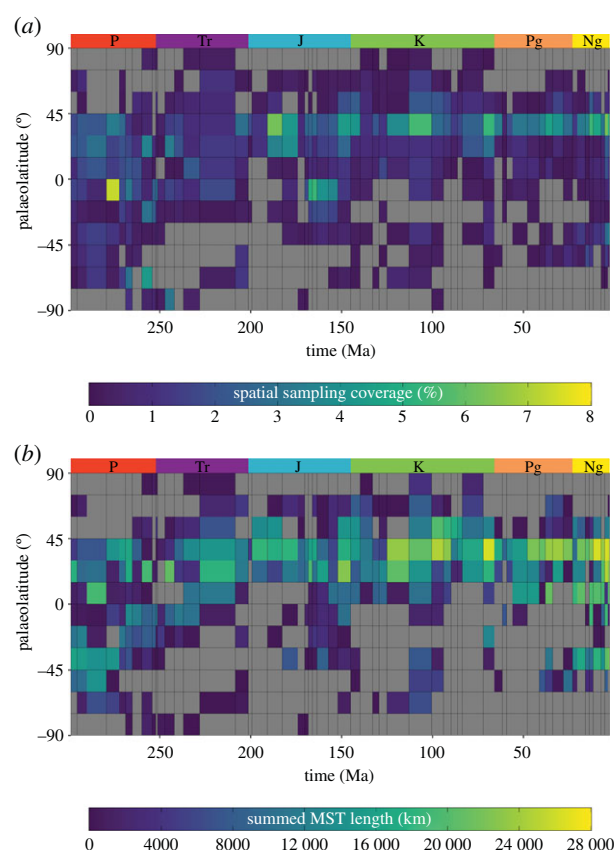 (a)
P Tr J K Pg Ng
90
45
0
−45
−90
palaeolatitude (°)
250 200 150 100 50
time (Ma)
spatial sampling coverage (%)
0 1 2 3 4 5 6 7 8
(b)
P Tr J K Pg Ng
90
45
0
−45
−90
palaeolatitude (°)
250 200 150 100 50
time (Ma)
summed MST length (km)
0 4000 8000 12 000 16 000 20 000 24 000 28 000